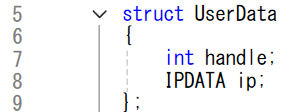 5 struct UserData
6 {
7 int handle;
8 IPDATA ip;
9 };